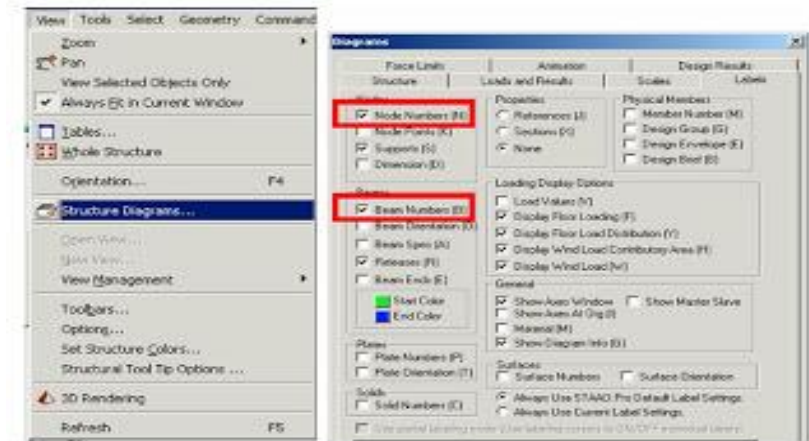 View Tools Select Geometry Command
Zoom
Pan
View Selected Objects Only
Always Fit in Current Window
Tables...
Whole Structure
Orientation... F4
Structure Diagrams...
Open View...
View Management
Toolbars...
Options...
Set Structure Colors...
Structural Tool Tip Options ...
3D Rendering
Refresh F5
Diagrams
Force Limits Animation Design Results
Structure Loads and Results Scales Labels
Node Numbers (N)
Node Points (K)
Supports (S)
Dimension (D)
Properties
References (J)
Sections
None
Physical Members
Member Number (M)
Design Group (G)
Design Envelope (E)
Design Brief (B)
Beam Numbers (B)
Beam Orientation (O)
Beam Spec (A)
Releases (R)
Beam Ends (E)
Start Color
End Color
Loading Display Options
Load Values (V)
Display Floor Loading (F)
Display Floor Load Distribution (Y)
Display Wind Load Contributory Area (H)
Display Wind Load (W)
General
Show Axes Window Show Master Slave
Show Axes At Org (I)
Material (M)
Show Diagram Info (G)
Plates
Plate Numbers (P)
Plate Orientation (T)
Solids
Solid Numbers (C)
Surfaces
Surface Numbers Surface Orientation
Always Use STAAD.Pro Default Label Settings.
Always Use Current Label Settings.